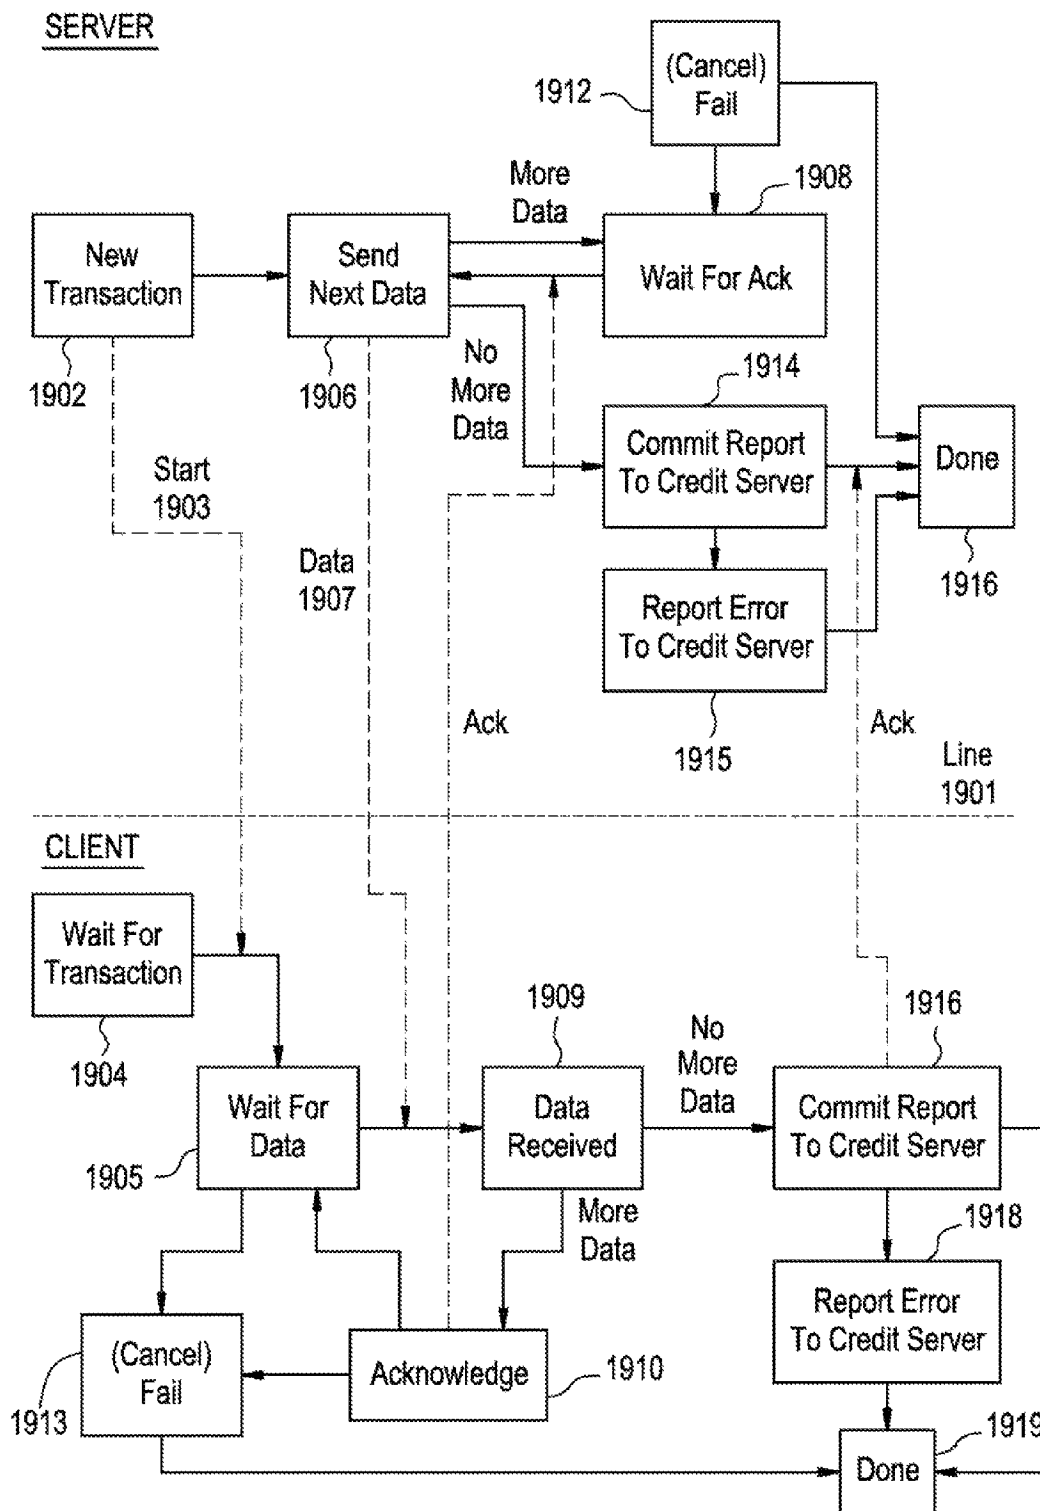 SERVER
(Cancel)
Fail
1912
More
Data
1908
New
Transaction
Send
Next Data
Wait For Ack
1902
1906
No
More
Data
1914
Commit Report
To Credit Server
Done
Start
1903
Data
1907
Report Error
To Credit Server
1916
Ack
1915
Ack
Line
1901
CLIENT
Wait For
Transaction
1904
1909
No
More
Data
1916
Wait For
Data
Data
Received
Commit Report
To Credit Server
1905
More
Data
1918
(Cancel)
Fail
Acknowledge
1910
Report Error
To Credit Server
1913
1919
Done